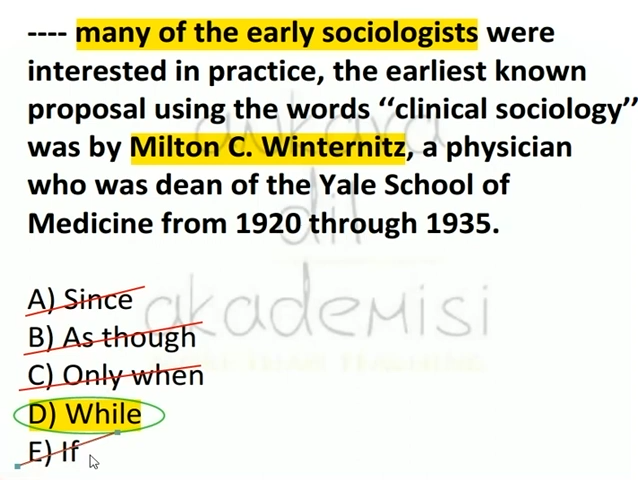 ---- many of the early sociologists were
interested in practice, the earliest known
proposal using the words ‘‘clinical sociology’’
was by Milton C. Winternitz, a physician
who was dean of the Yale School of
Medicine from 1920 through 1935.
A) Since
B) As though
C) Only when
D) While
E) If
ankara
dil
akademisi